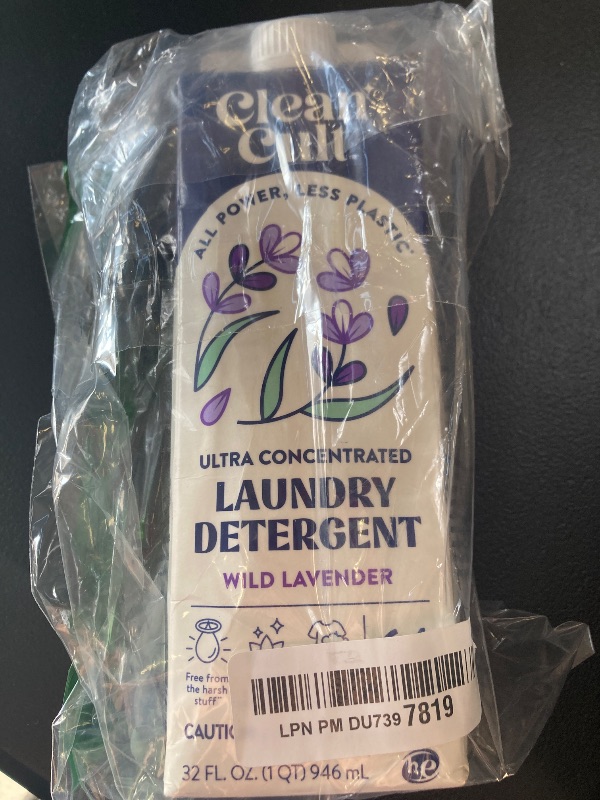 Clean
Cult
ALL POWER, LESS PLASTIC
ULTRA CONCENTRATED
LAUNDRY
DETERGENT
WILD LAVENDER
Free from
the harsh
stuff
LPN PM DU739 7819
32 FL. OZ. (1 QT) 946 mL
he